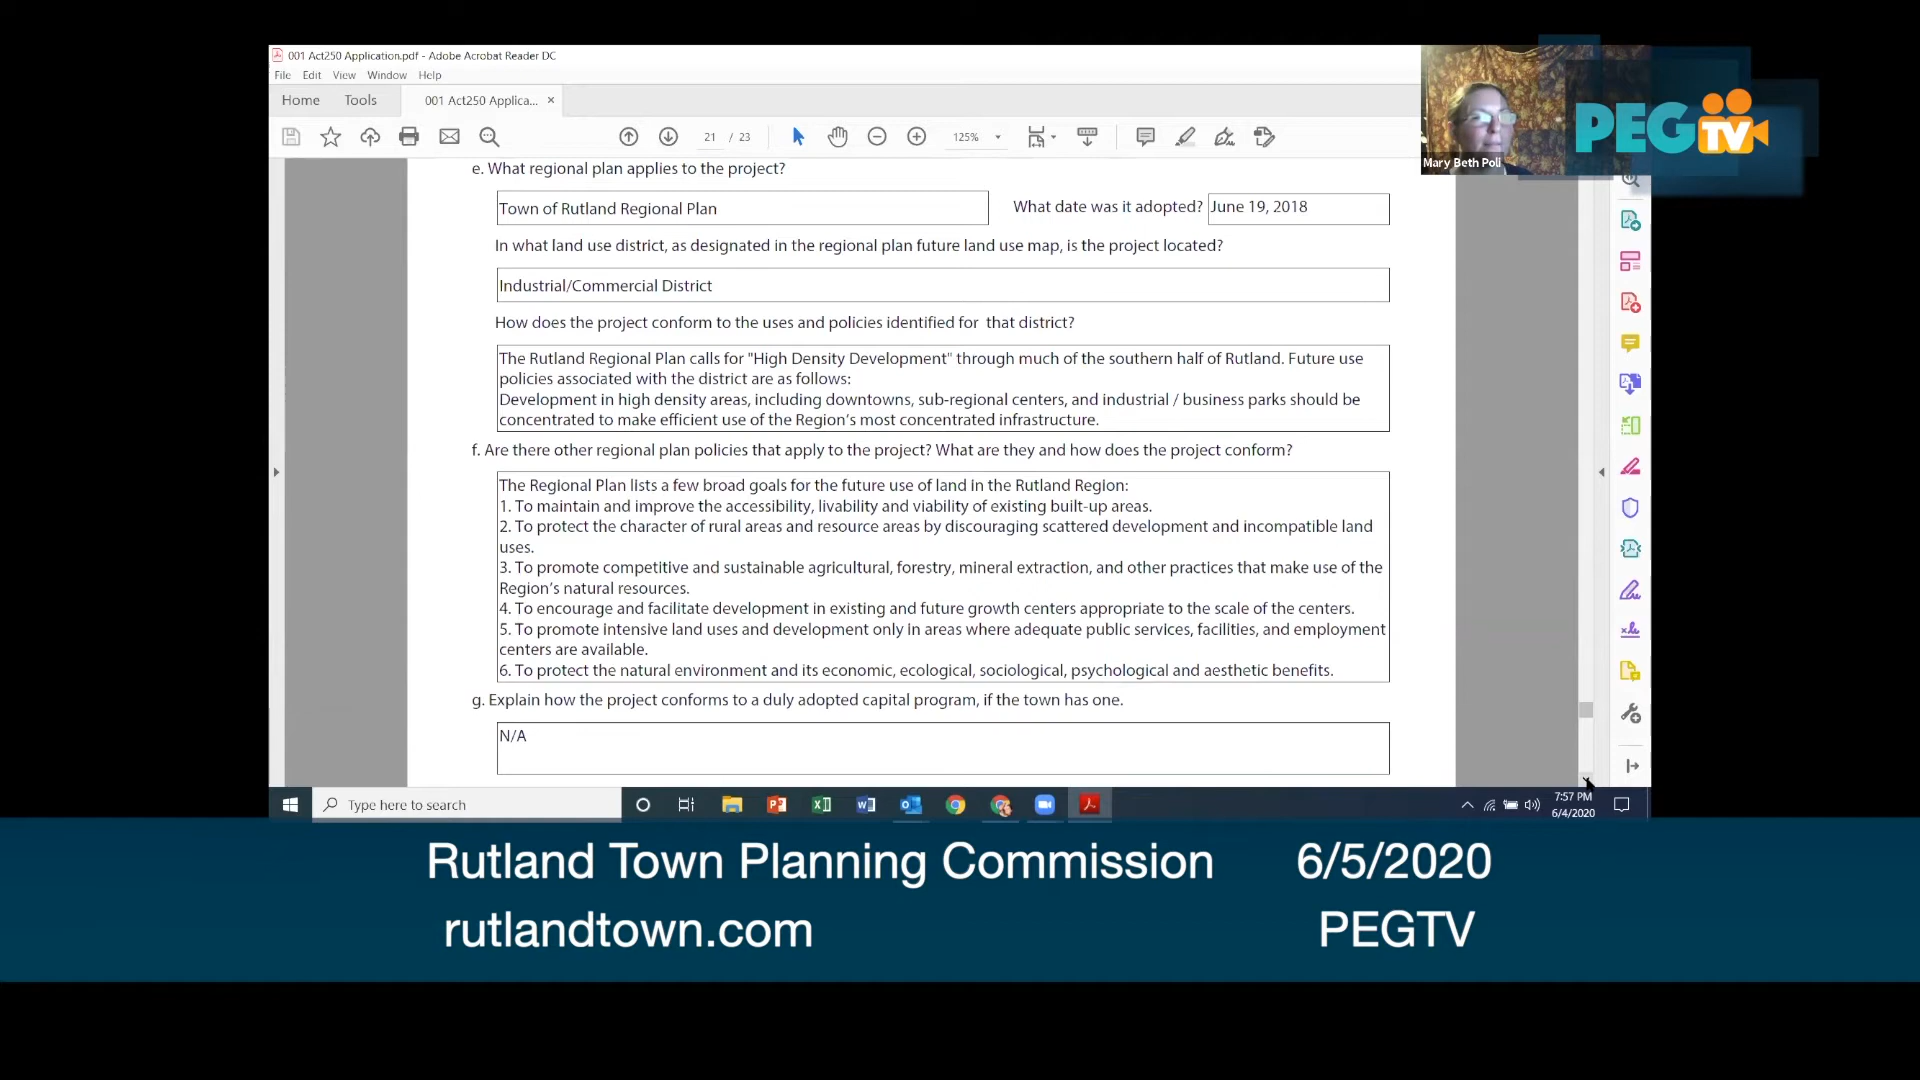 001 Act250 Application.pdf - Adobe Acrobat Reader DC
File Edit View Window Help
Home Tools 001 Act250 Applica... ×
21 / 23 125%
Mary Beth Poli
PEG TV
e. What regional plan applies to the project?
Town of Rutland Regional Plan What date was it adopted? June 19, 2018
In what land use district, as designated in the regional plan future land use map, is the project located?
Industrial/Commercial District
How does the project conform to the uses and policies identified for that district?
The Rutland Regional Plan calls for "High Density Development" through much of the southern half of Rutland. Future use
policies associated with the district are as follows:
Development in high density areas, including downtowns, sub-regional centers, and industrial / business parks should be
concentrated to make efficient use of the Region's most concentrated infrastructure.
f. Are there other regional plan policies that apply to the project? What are they and how does the project conform?
The Regional Plan lists a few broad goals for the future use of land in the Rutland Region:
1. To maintain and improve the accessibility, livability and viability of existing built-up areas.
2. To protect the character of rural areas and resource areas by discouraging scattered development and incompatible land
uses.
3. To promote competitive and sustainable agricultural, forestry, mineral extraction, and other practices that make use of the
Region's natural resources.
4. To encourage and facilitate development in existing and future growth centers appropriate to the scale of the centers.
5. To promote intensive land uses and development only in areas where adequate public services, facilities, and employment
centers are available.
6. To protect the natural environment and its economic, ecological, sociological, psychological and aesthetic benefits.
g. Explain how the project conforms to a duly adopted capital program, if the town has one.
N/A
Type here to search
7:57 PM
6/4/2020
Rutland Town Planning Commission 6/5/2020
rutlandtown.com PEGTV